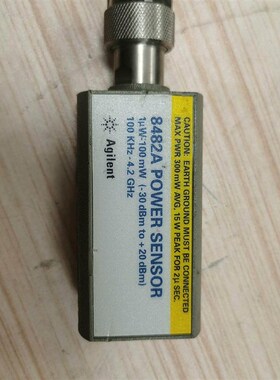 CAUTION: EARTH GROUND MUST BE CONNECTED
MAX PWR 300mW AVG, 15W PEAK FOR 2µ SEC.
8482A POWER SENSOR
1µW-100mW (-30dBm to +20dBm)
100 KHz - 4.2 GHz
Agilent